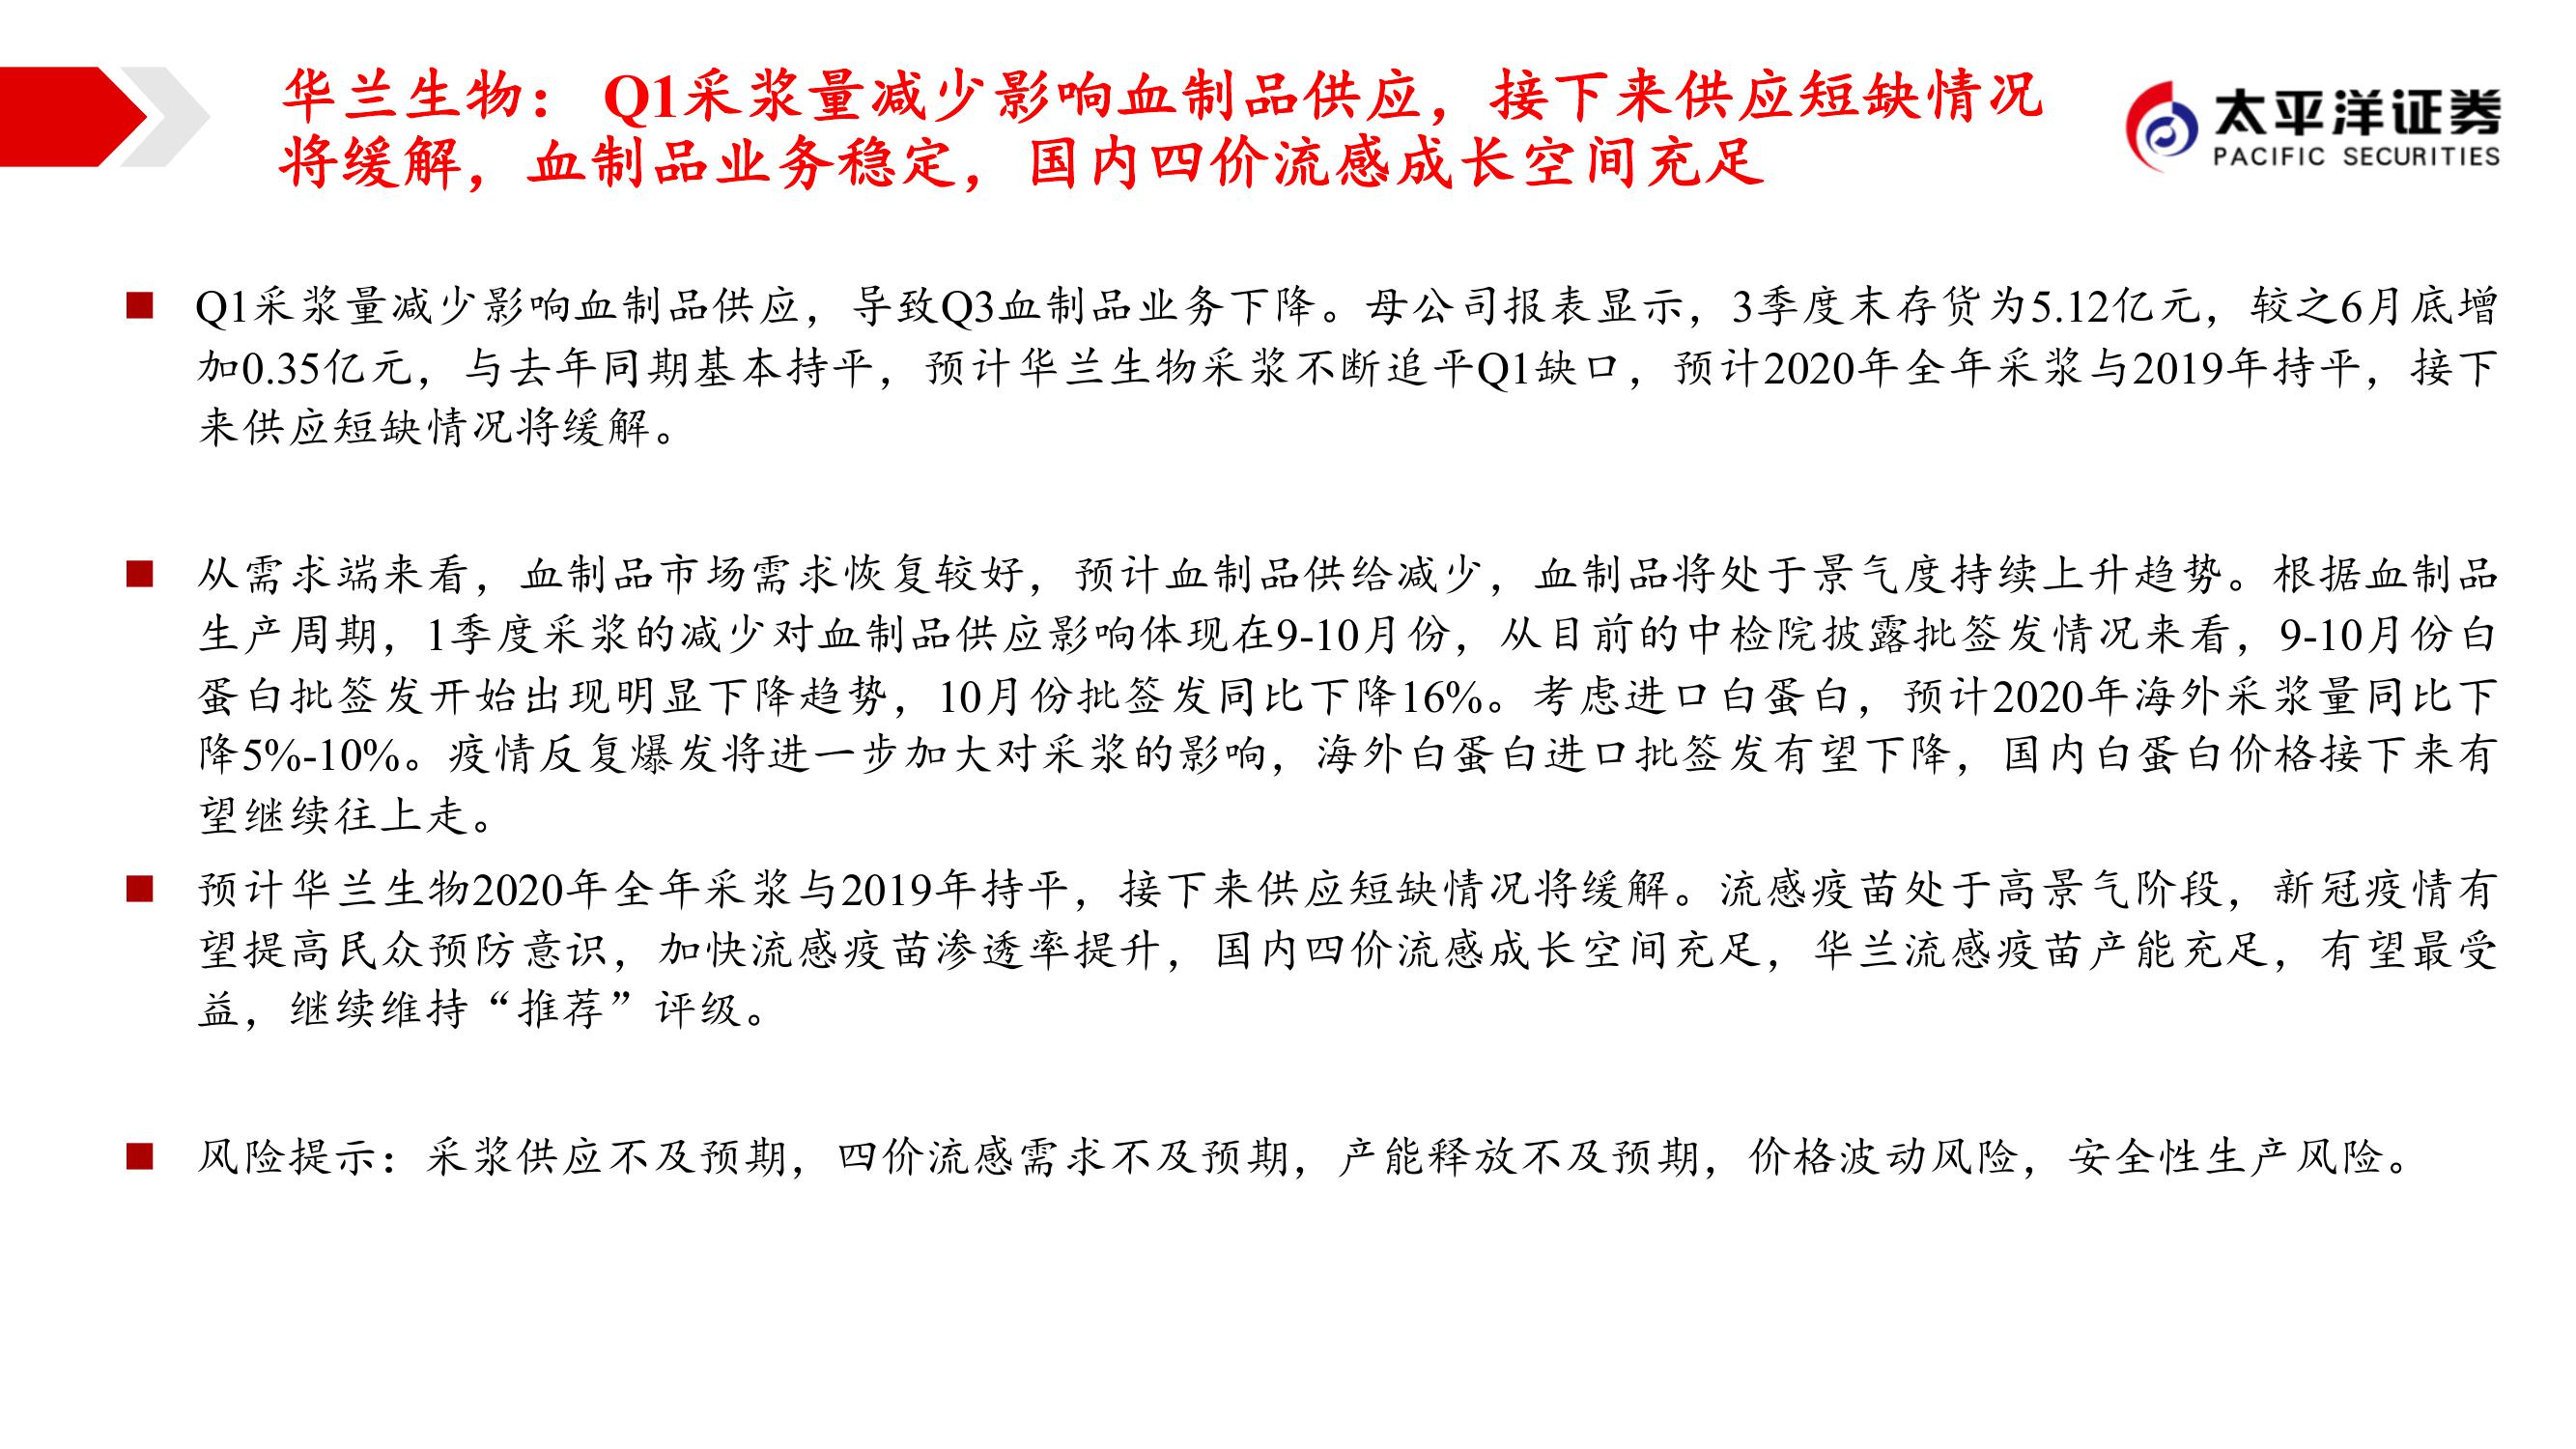 华兰生物： Q1采浆量减少影响血制品供应，接下来供应短缺情况
将缓解，血制品业务稳定，国内四价流感成长空间充足
太平洋证券
PACIFIC SECURITIES
■ Q1采浆量减少影响血制品供应，导致Q3血制品业务下降。母公司报表显示，3季度末存货为5.12亿元，较之6月底增
加0.35亿元，与去年同期基本持平，预计华兰生物采浆不断追平Q1缺口，预计2020年全年采浆与2019年持平，接下
来供应短缺情况将缓解。
■ 从需求端来看，血制品市场需求恢复较好，预计血制品供给减少，血制品将处于景气度持续上升趋势。根据血制品
生产周期，1季度采浆的减少对血制品供应影响体现在9-10月份，从目前的中检院披露批签发情况来看，9-10月份白
蛋白批签发开始出现明显下降趋势，10月份批签发同比下降16%。考虑进口白蛋白，预计2020年海外采浆量同比下
降5%-10%。疫情反复爆发将进一步加大对采浆的影响，海外白蛋白进口批签发有望下降，国内白蛋白价格接下来有
望继续往上走。
■ 预计华兰生物2020年全年采浆与2019年持平，接下来供应短缺情况将缓解。流感疫苗处于高景气阶段，新冠疫情有
望提高民众预防意识，加快流感疫苗渗透率提升，国内四价流感成长空间充足，华兰流感疫苗产能充足，有望最受
益，继续维持“推荐”评级。
■ 风险提示：采浆供应不及预期，四价流感需求不及预期，产能释放不及预期，价格波动风险，安全性生产风险。